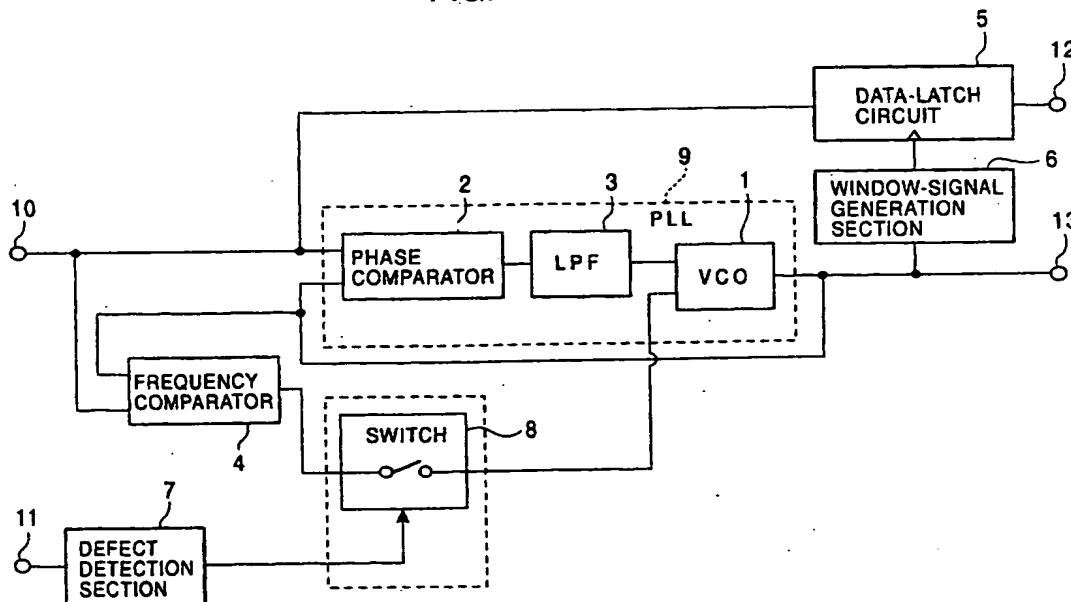 5
12
DATA-LATCH
CIRCUIT
6
WINDOW-SIGNAL
GENERATION
SECTION
13
9
PLL
2
3
1
10
PHASE
COMPARATOR
LPF
VCO
FREQUENCY
COMPARATOR
4
SWITCH
8
7
11
DEFECT
DETECTION
SECTION